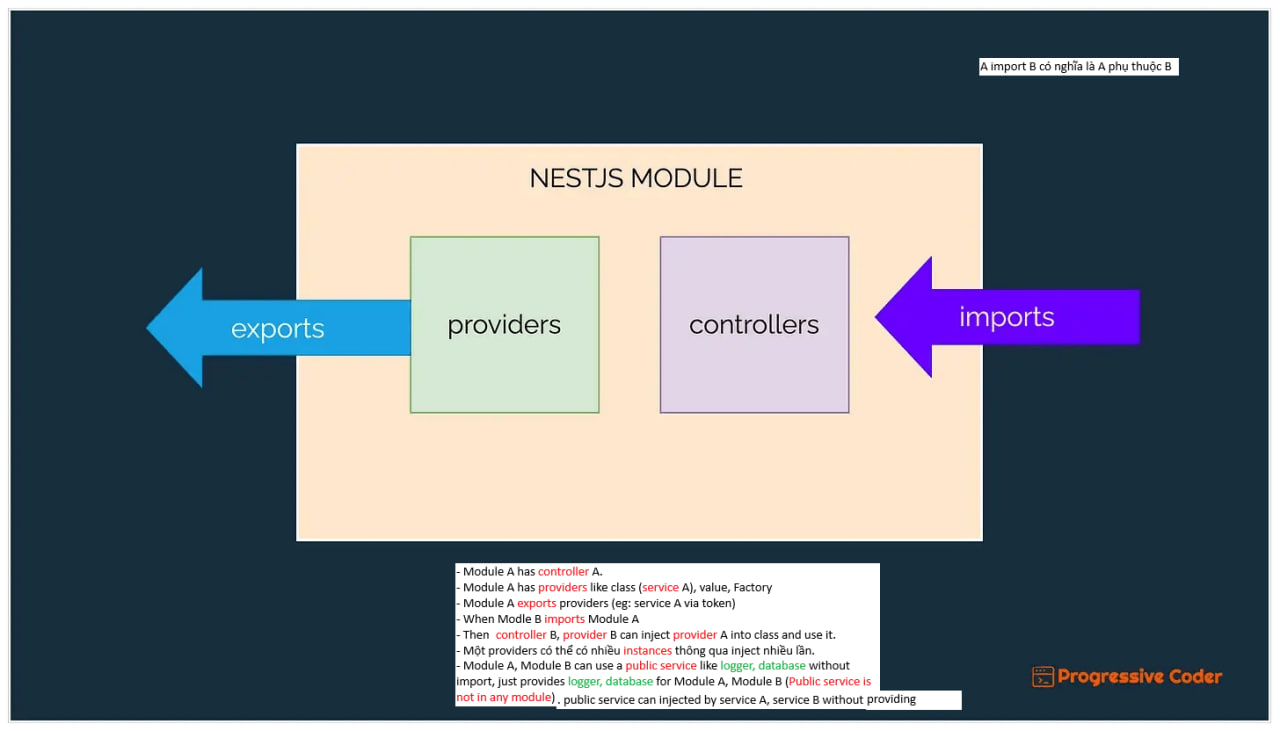 A import B có nghĩa là A phụ thuộc B
NESTJS MODULE
exports
providers
controllers
imports
- Module A has controller A.
- Module A has providers like class (service A), value, Factory
- Module A exports providers (eg: service A via token)
- When Modle B imports Module A
- Then controller B, provider B can inject provider A into class and use it.
- Một providers có thể có nhiều instances thông qua inject nhiều lần.
- Module A, Module B can use a public service like logger, database without
import, just provides logger, database for Module A, Module B (Public service is
not in any module) . public service can injected by service A, service B without providing
Progressive Coder